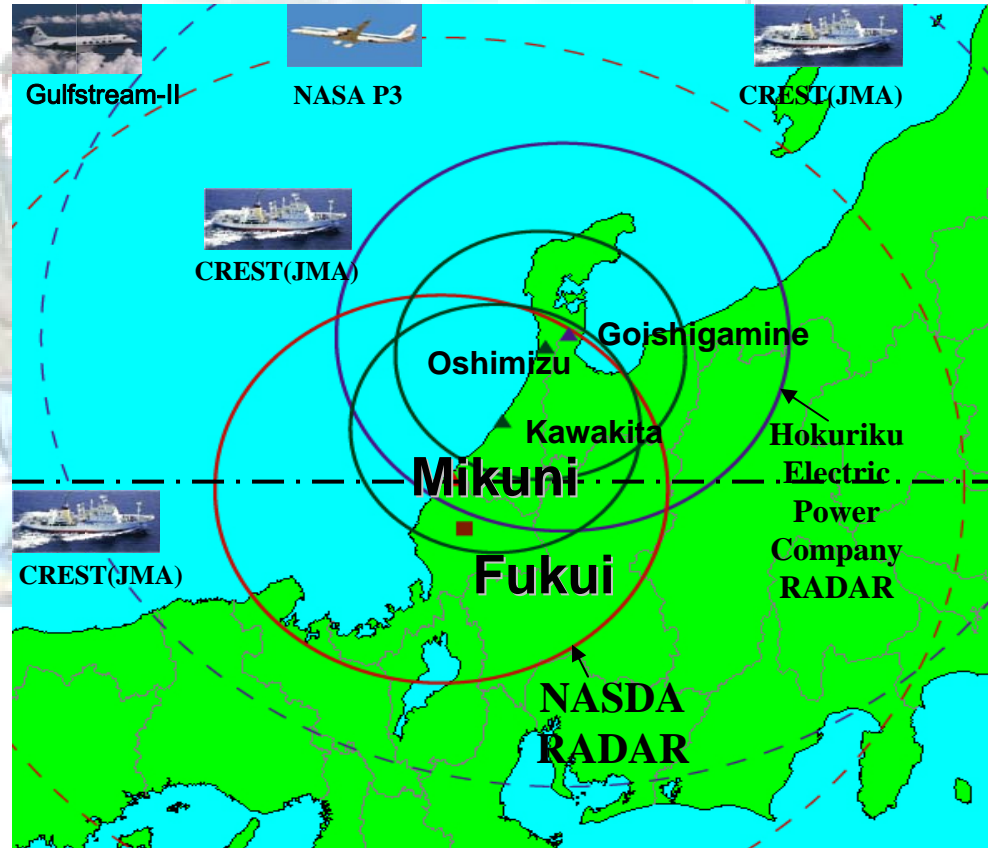 Gulfstream-II
NASA P3
CREST(JMA)
CREST(JMA)
Goishigamine
Oshimizu
Kawakita
Mikuni
Hokuriku
Electric
Power
Company
RADAR
CREST(JMA)
Fukui
NASDA
RADAR